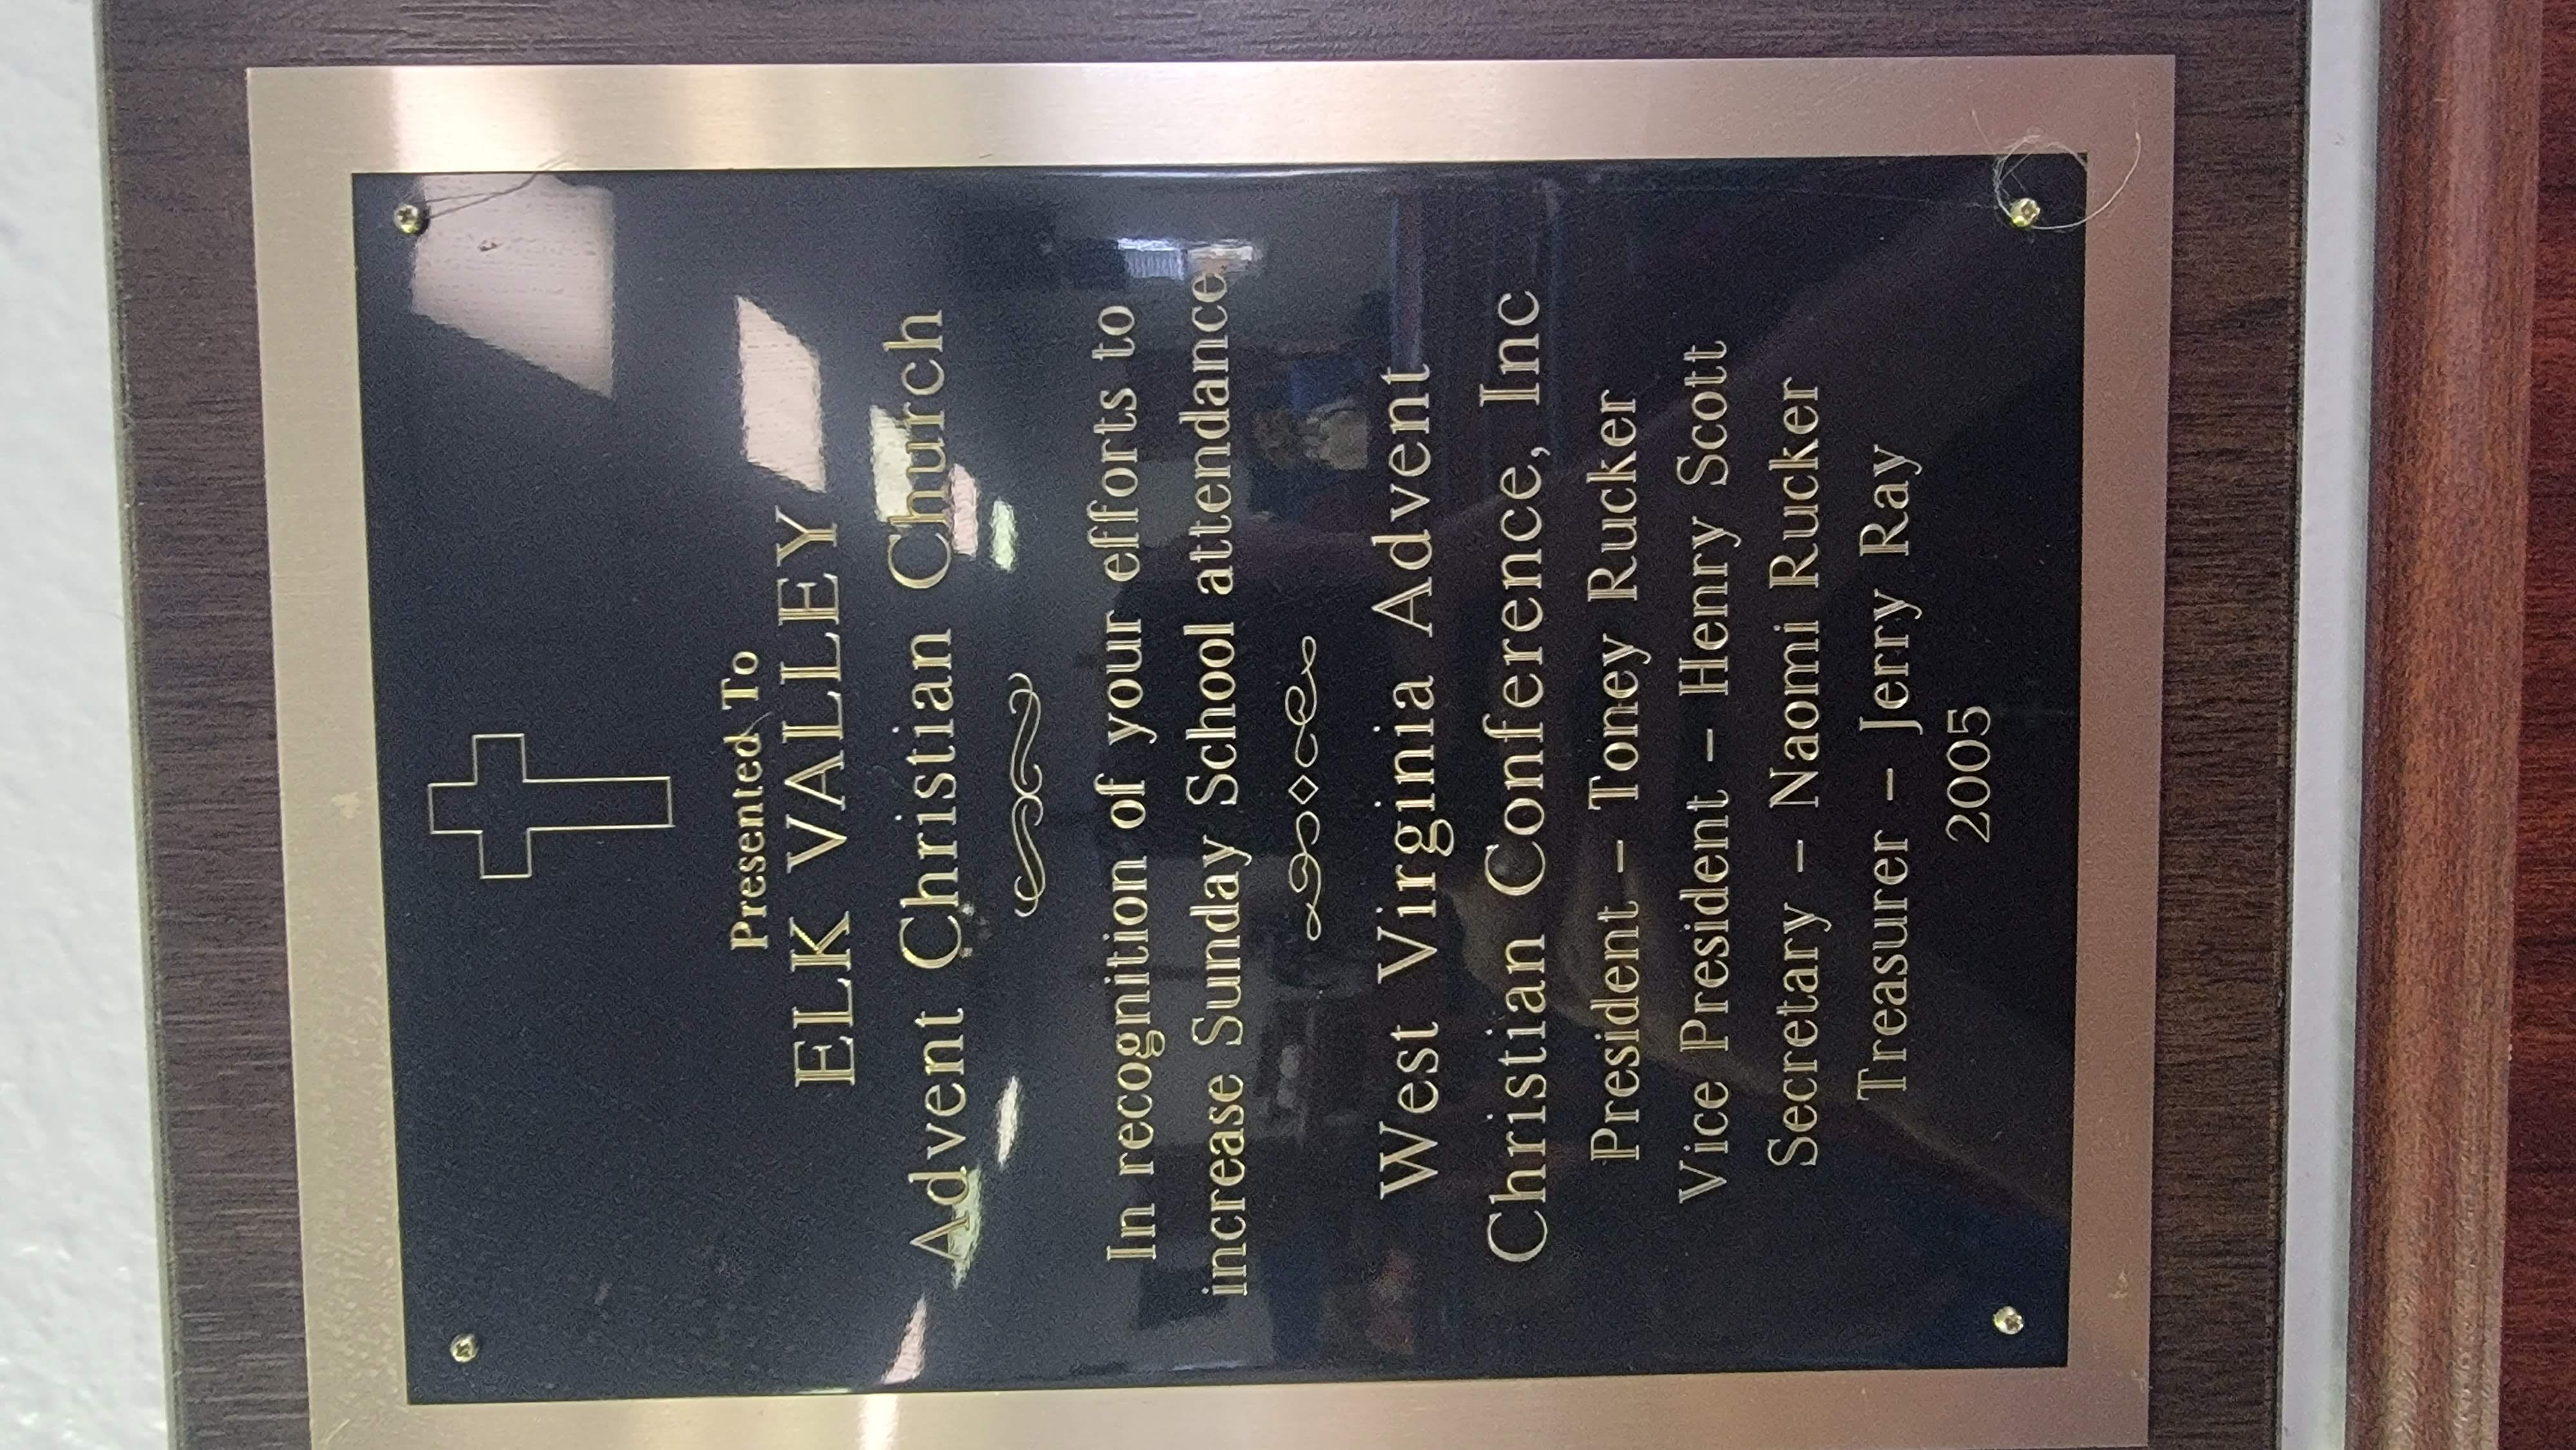 Presented To
ELK VALLEY
Advent Christian Church
In recognition of your efforts to
increase Sunday School attendance
West Virginia Advent
Christian Conference, Inc
President – Toney Rucker
Vice President – Henry Scott
Secretary – Naomi Rucker
Treasurer – Jerry Ray
2005